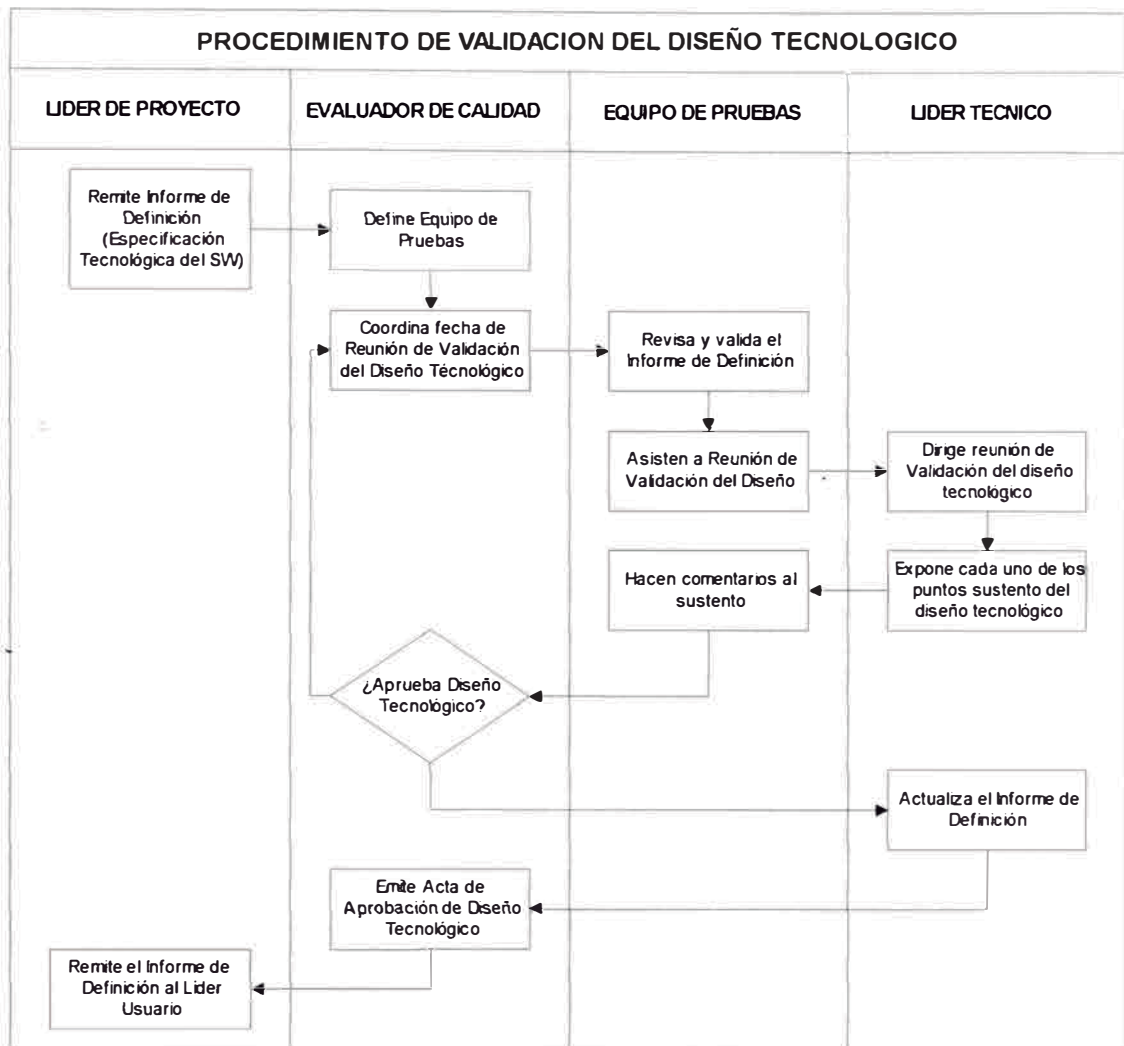 PROCEDIMIENTO DE VALIDACION DEL DISEÑO TECNOLOGICO
LIDER DE PROYECTO
EVALUADOR DE CALIDAD
EQUIPO DE PRUEBAS
LIDER TECNICO
Remite Informe de
Definición
(Especificación
Tecnológica del SW)
Define Equipo de
Pruebas
Coordina fecha de
Reunión de Validación
del Diseño Técnológico
Revisa y valida el
Informe de Definición
Asisten a Reunión de
Validación del Diseño
Dirige reunión de
Validación del diseño
tecnológico
Expone cada uno de los
puntos sustento del
diseño tecnológico
Hacen comentarios al
sustento
¿Aprueba Diseño
Tecnológico?
Actualiza el Informe de
Definición
Emite Acta de
Aprobación de Diseño
Tecnológico
Remite el Informe de
Definición al Lider
Usuario